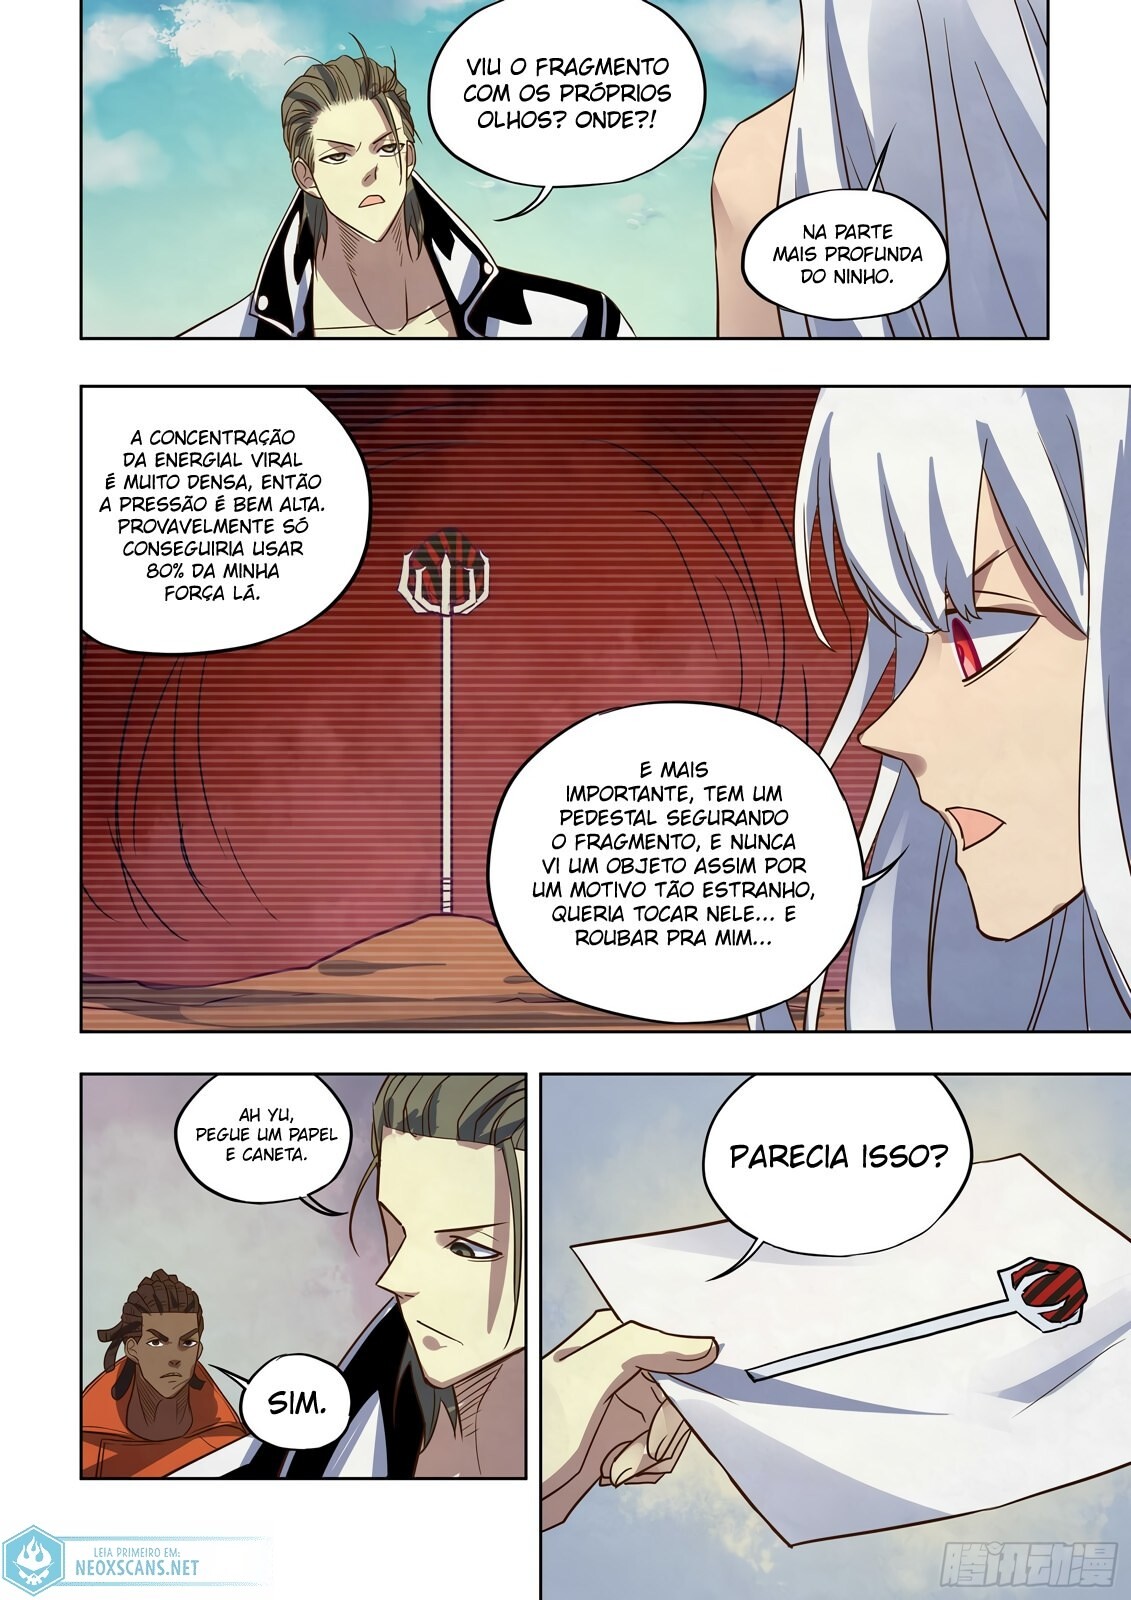 VIU O FRAGMENTO
COM OS PRÓPRIOS
OLHOS? ONDE?!
NA PARTE
MAIS PROFUNDA
DO NINHO.
A CONCENTRAÇÃO
DA ENERGIAL VIRAL
É MUITO DENSA, ENTÃO
A PRESSÃO É BEM ALTA.
PROVAVELMENTE SÓ
CONSEGUIRIA USAR
80% DA MINHA
FORÇA LÁ.
E MAIS
IMPORTANTE, TEM UM
PEDESTAL SEGURANDO
O FRAGMENTO, E NUNCA
VI UM OBJETO ASSIM POR
UM MOTIVO TÃO ESTRANHO,
QUERIA TOCAR NELE... E
ROUBAR PRA MIM...
AH YU,
PEGUE UM PAPEL
E CANETA.
SIM.
PARECIA ISSO?
LEIA PRIMEIRO EM:
NEOXSCANS.NET
腾讯动漫